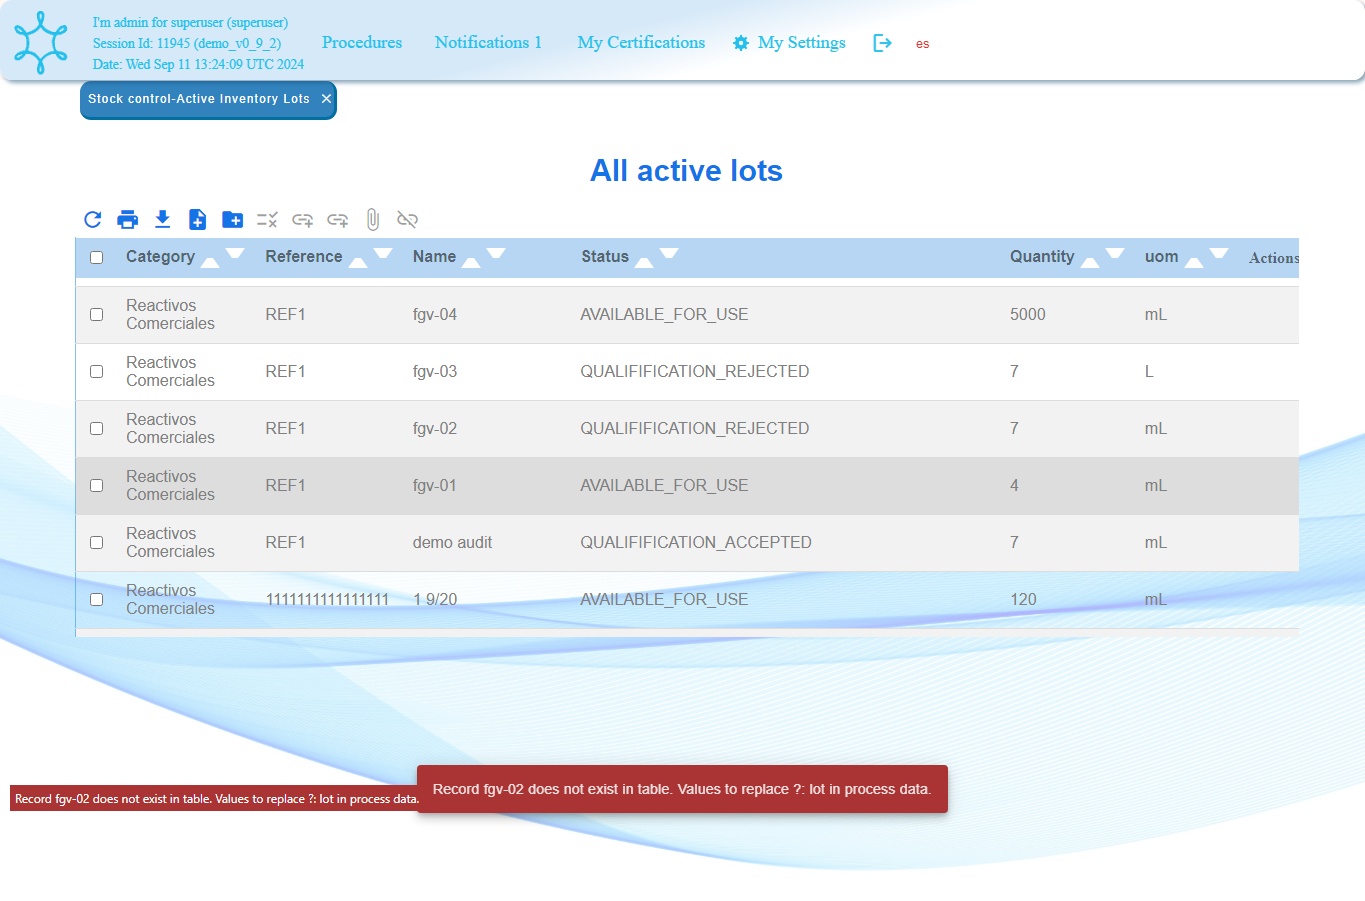 I'm admin for superuser (superuser)
Session Id: 11945 (demo_v0_9_2)
Date: Wed Sep 11 13:24:09 UTC 2024
Procedures
Notifications 1
My Certifications
My Settings
es
Stock control-Active Inventory Lots ×
All active lots
Category Reference Name Status Quantity uom Actions
Reactivos
Comerciales
REF1 fgv-04 AVAILABLE_FOR_USE 5000 mL
Reactivos
Comerciales
REF1 fgv-03 QUALIFIFICATION_REJECTED 7 L
Reactivos
Comerciales
REF1 fgv-02 QUALIFIFICATION_REJECTED 7 mL
Reactivos
Comerciales
REF1 fgv-01 AVAILABLE_FOR_USE 4 mL
Reactivos
Comerciales
REF1 demo audit QUALIFIFICATION_ACCEPTED 7 mL
Reactivos
Comerciales
1111111111111111 1 9/20 AVAILABLE_FOR_USE 120 mL
Record fgv-02 does not exist in table. Values to replace ?: lot in process data.
Record fgv-02 does not exist in table. Values to replace ?: lot in process data.